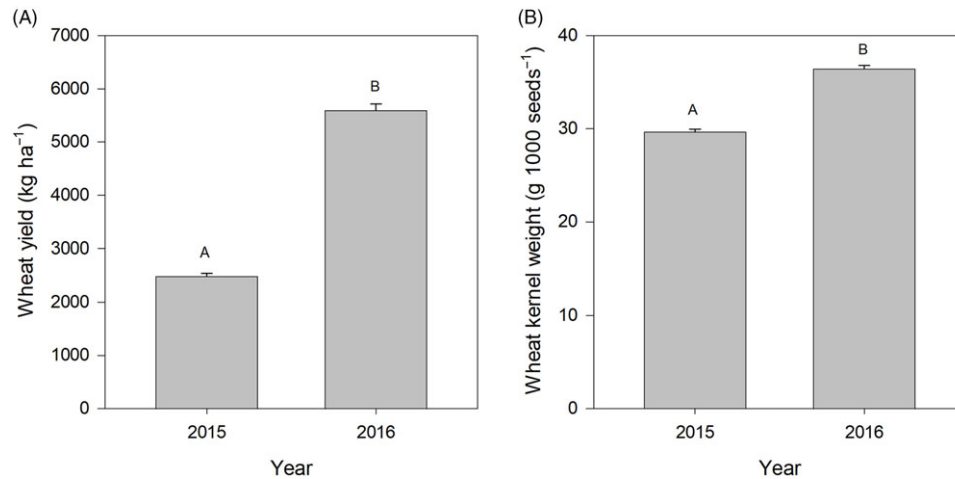 (A)
Wheat yield (kg ha⁻¹)
7000
6000
5000
4000
3000
2000
1000
0
A
B
2015
2016
Year
(B)
Wheat kernel weight (g 1000 seeds⁻¹)
40
30
20
10
0
A
B
2015
2016
Year